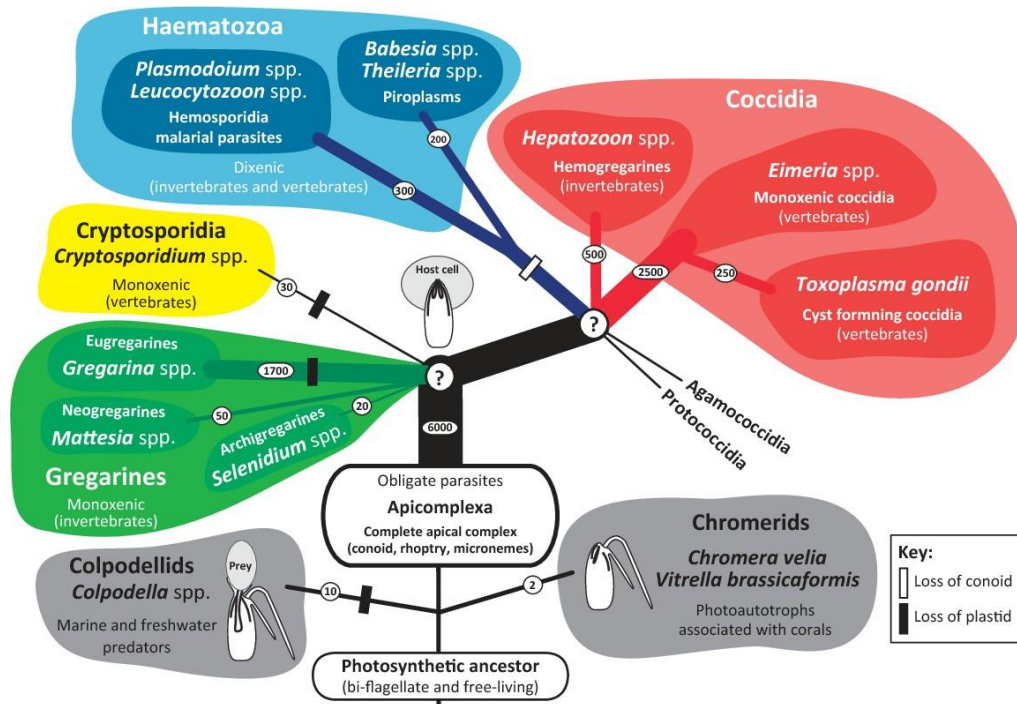 Haematozoa
Plasmodoium spp.
Leucocytozoon spp.
Hemosporidia
malarial parasites
Dixenic
(invertebrates and vertebrates)
Babesia spp.
Theileria spp.
Piroplasms
200
300
Coccidia
Hepatozoon spp.
Hemogregarines
(invertebrates)
Eimeria spp.
Monoxenic coccidia
(vertebrates)
500
2500
250
Toxoplasma gondii
Cyst formning coccidia
(vertebrates)
Cryptosporidia
Cryptosporidium spp.
Monoxenic
(vertebrates)
30
Host cell
?
?
Agamococcidia
Protococcidia
Eugregarines
Gregarina spp.
1700
Neogregarines
Mattesia spp.
50
Archigregarines
Selenidium spp.
20
Gregarines
Monoxenic
(invertebrates)
6000
Obligate parasites
Apicomplexa
Complete apical complex
(conoid, rhoptry, micronemes)
Colpodellids
Colpodella spp.
Marine and freshwater
predators
Prey
10
2
Chromerids
Chromera velia
Vitrella brassicaformis
Photoautotrophs
associated with corals
Key:
Loss of conoid
Loss of plastid
Photosynthetic ancestor
(bi-flagellate and free-living)